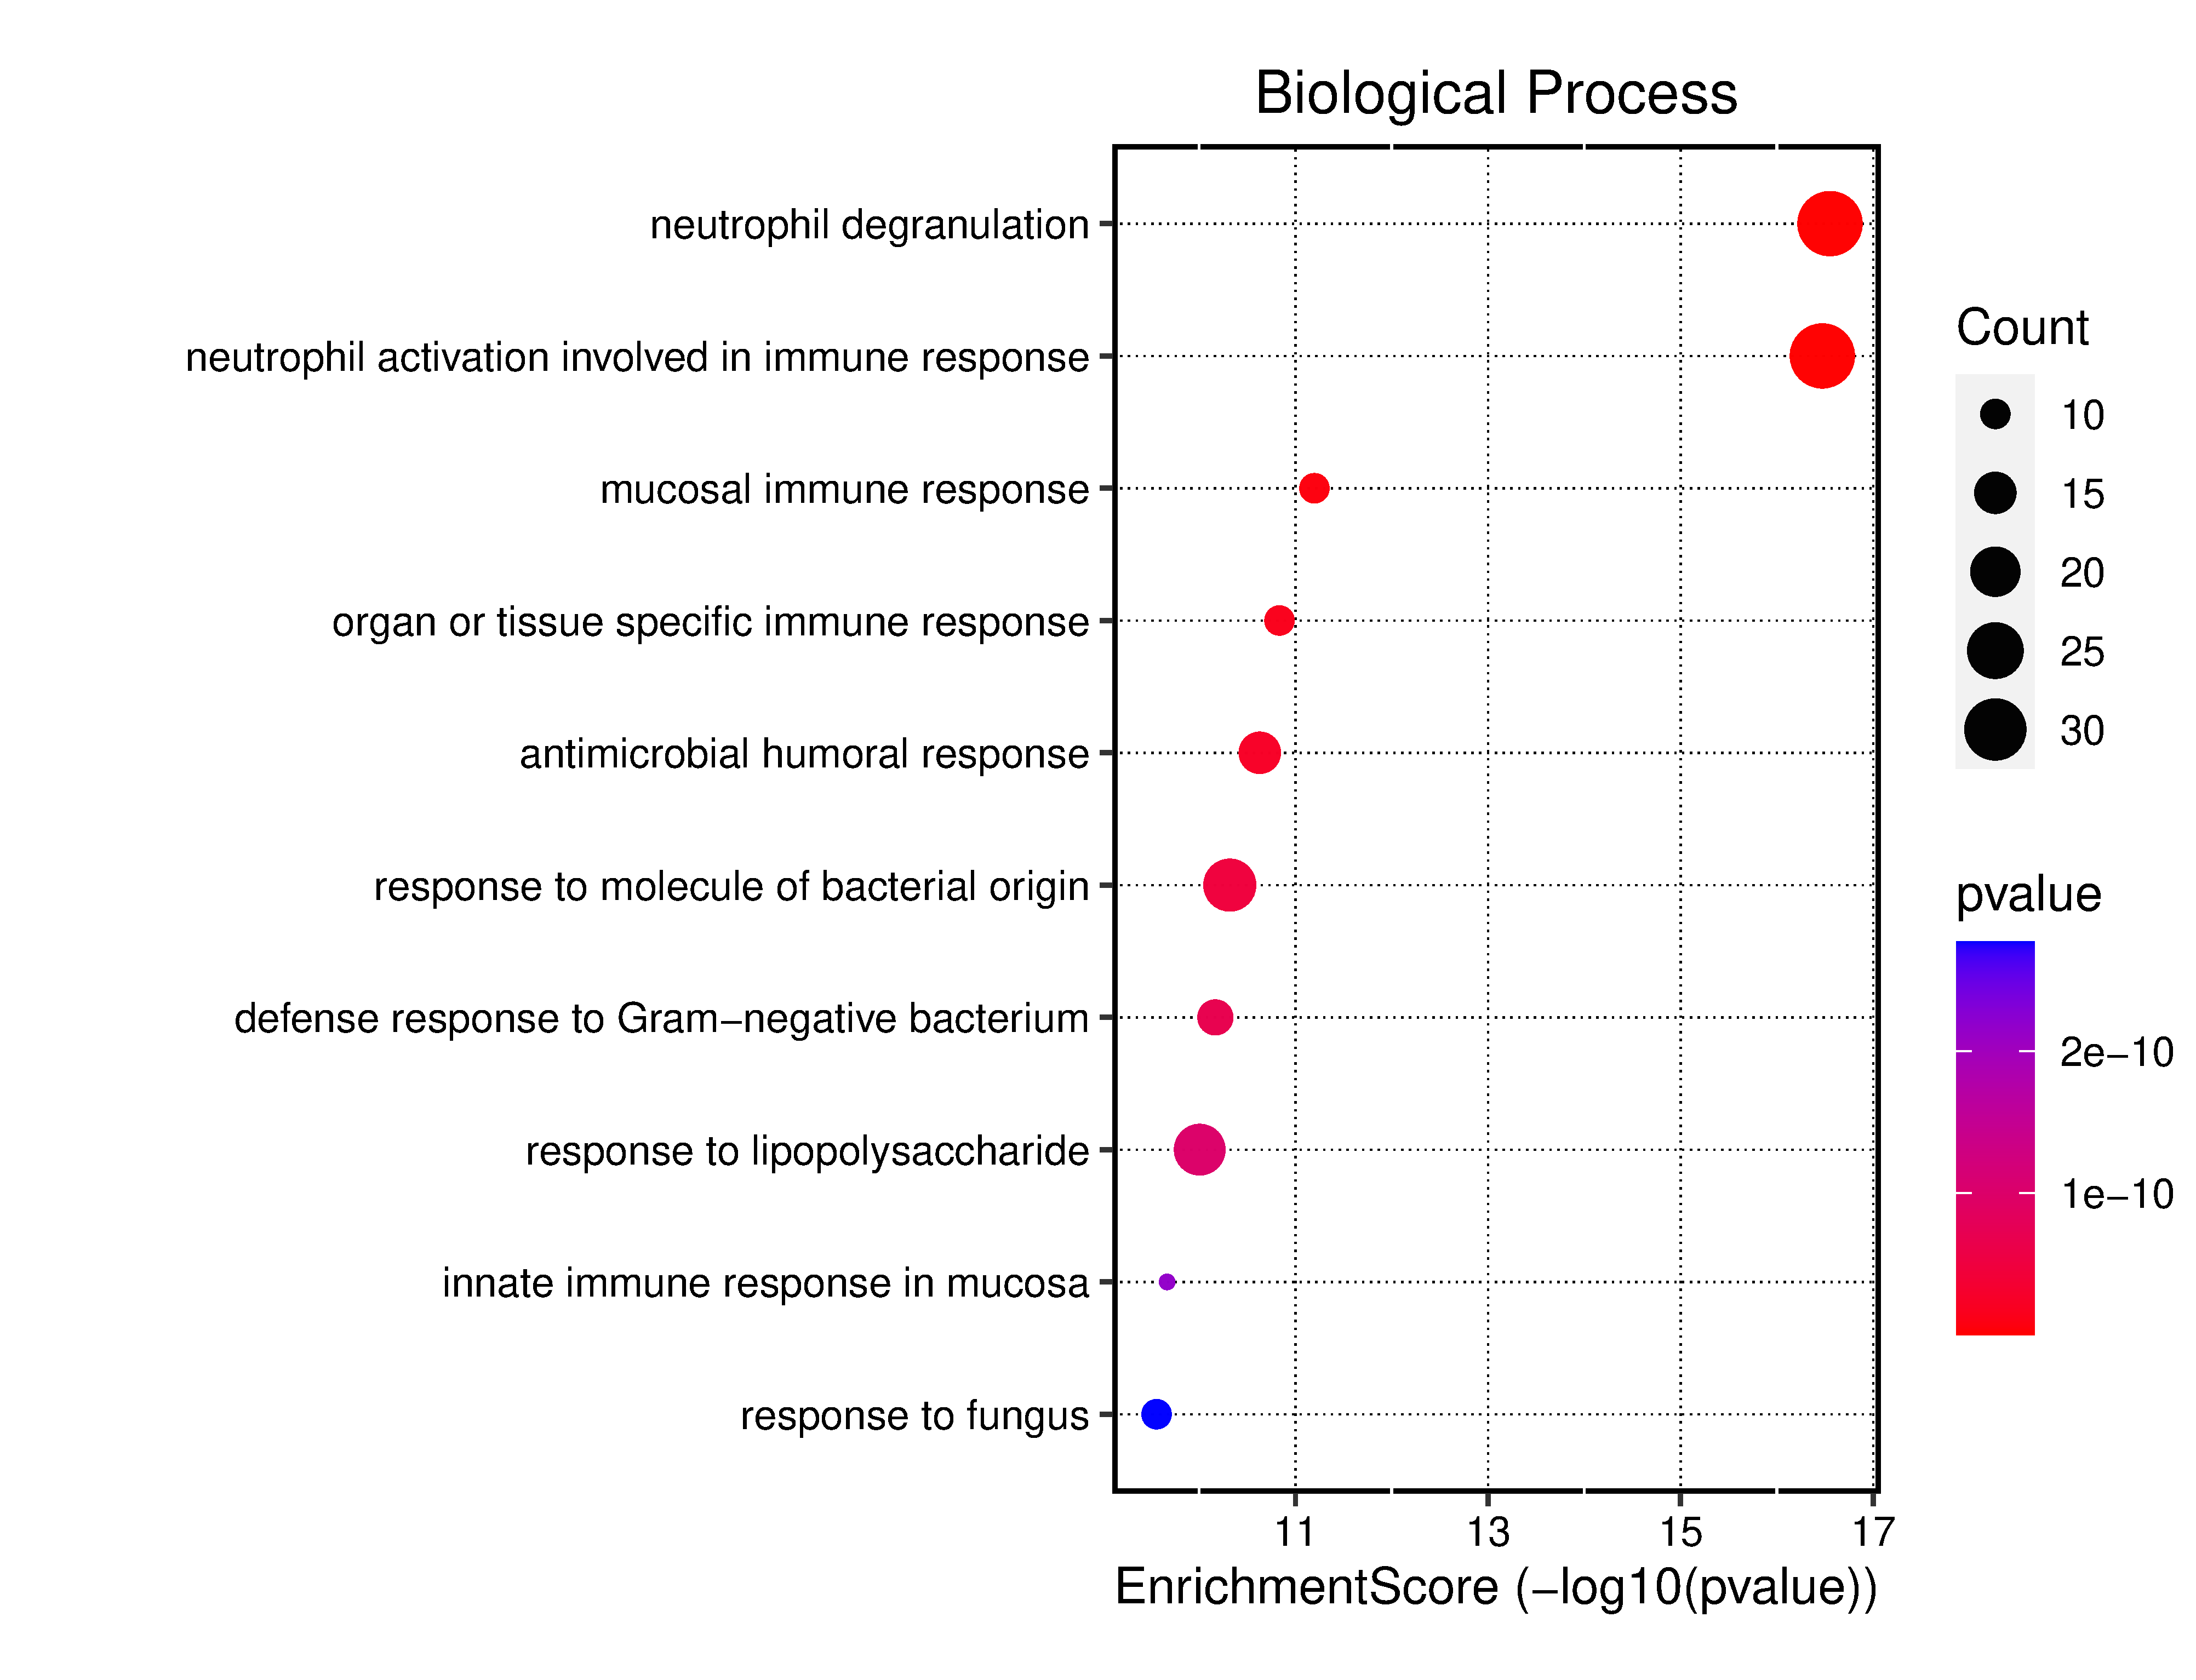 Biological Process
neutrophil degranulation
neutrophil activation involved in immune response
mucosal immune response
organ or tissue specific immune response
antimicrobial humoral response
response to molecule of bacterial origin
defense response to Gram−negative bacterium
response to lipopolysaccharide
innate immune response in mucosa
response to fungus
11 13 15 17
EnrichmentScore (−log10(pvalue))
Count
10
15
20
25
30
pvalue
2e−10
1e−10